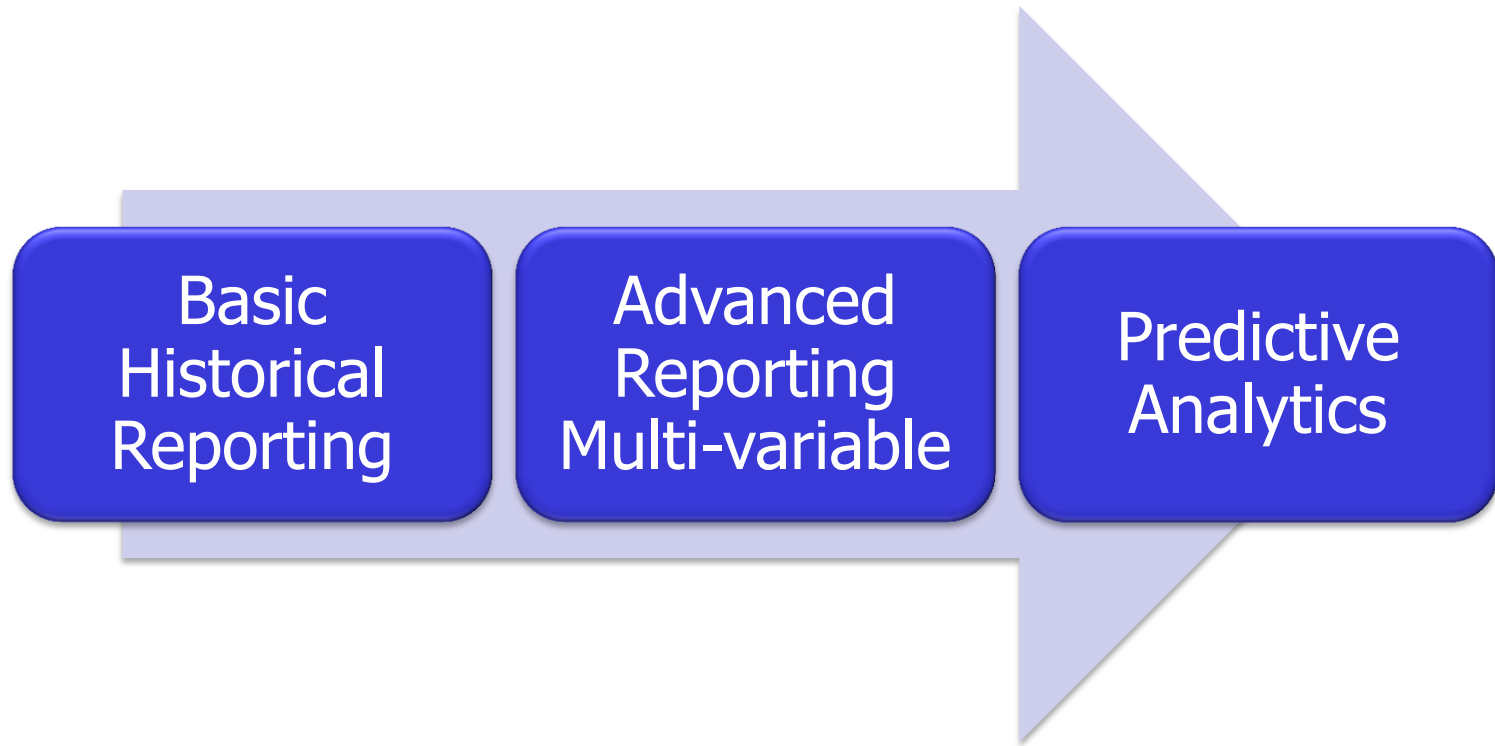 Basic
Historical
Reporting
Advanced
Reporting
Multi-variable
Predictive
Analytics